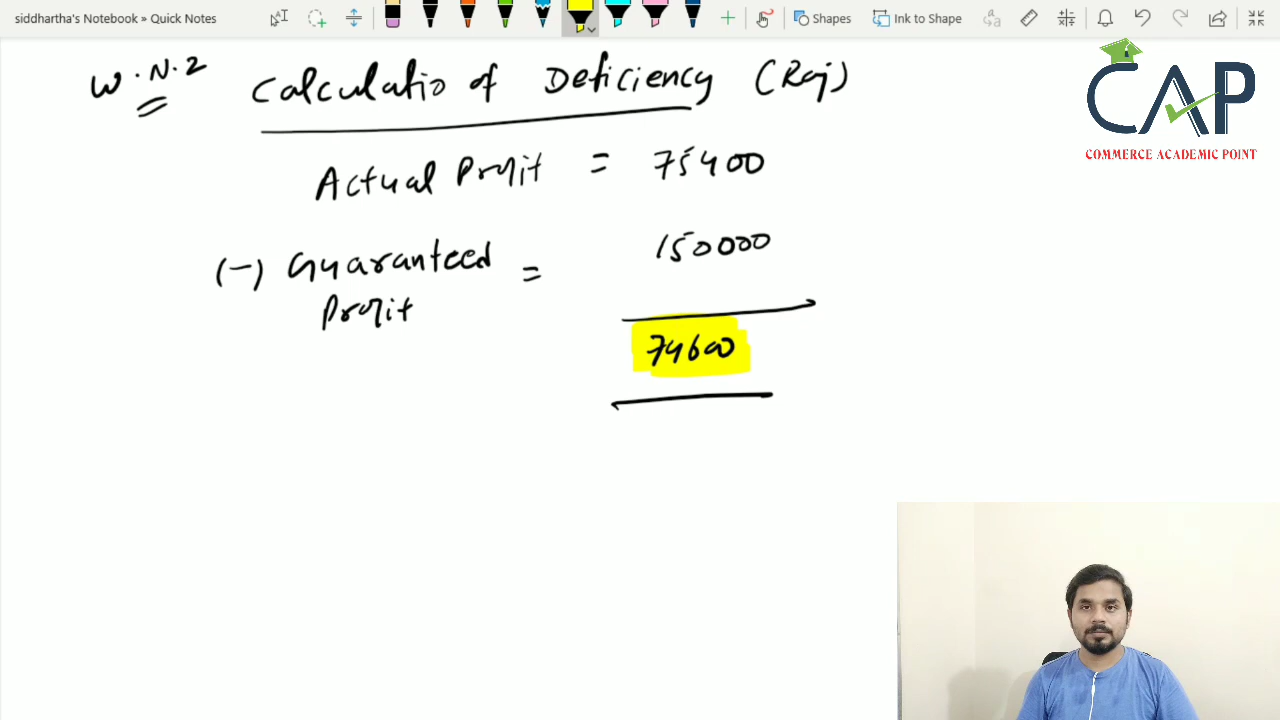 siddhartha's Notebook » Quick Notes
Shapes
Ink to Shape
W.N.2
Calculatio of Deficiency (Raj)
CAP
COMMERCE ACADEMIC POINT
Actual Profit = 75400
(-) Guaranteed Profit = 150000
74600